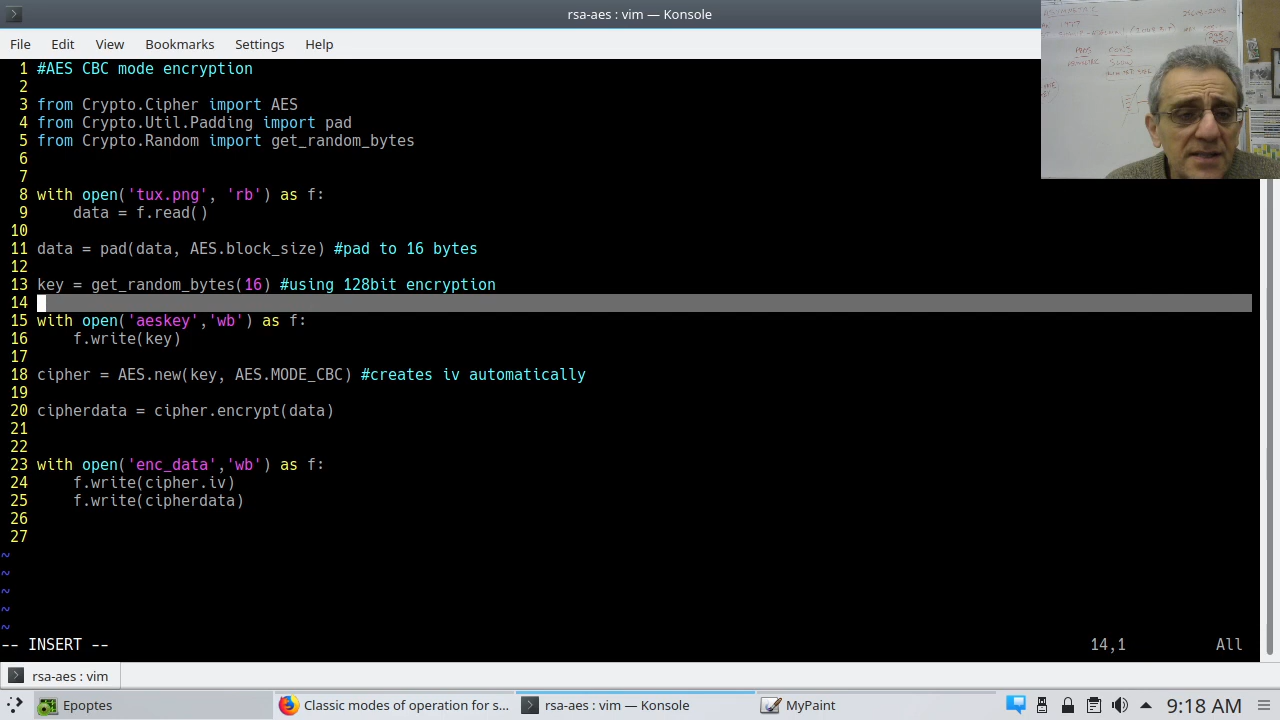 rsa-aes : vim — Konsole
File Edit View Bookmarks Settings Help
1 #AES CBC mode encryption
2
3 from Crypto.Cipher import AES
4 from Crypto.Util.Padding import pad
5 from Crypto.Random import get_random_bytes
6
7
8 with open('tux.png', 'rb') as f:
9 data = f.read()
10
11 data = pad(data, AES.block_size) #pad to 16 bytes
12
13 key = get_random_bytes(16) #using 128bit encryption
14
15 with open('aeskey','wb') as f:
16 f.write(key)
17
18 cipher = AES.new(key, AES.MODE_CBC) #creates iv automatically
19
20 cipherdata = cipher.encrypt(data)
21
22
23 with open('enc_data','wb') as f:
24 f.write(cipher.iv)
25 f.write(cipherdata)
26
27
~
~
~
~
~
-- INSERT -- 14,1 All
rsa-aes : vim
Epoptes Classic modes of operation for s... rsa-aes : vim — Konsole MyPaint 9:18 AM